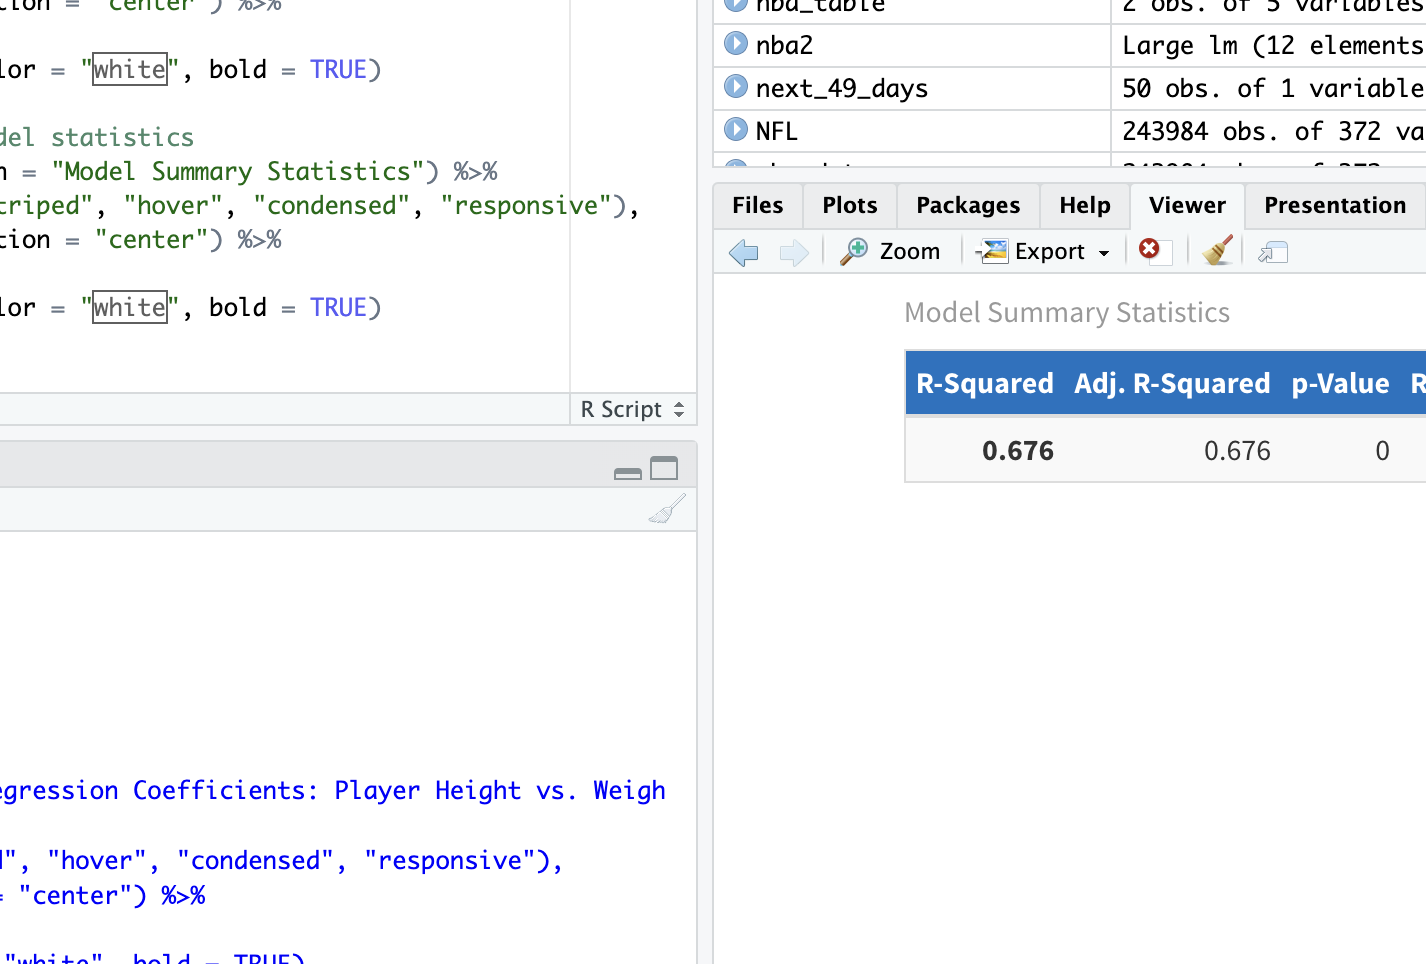 tion = "center") %>%
lor = "white", bold = TRUE)
del statistics
n = "Model Summary Statistics") %>%
triped", "hover", "condensed", "responsive"),
tion = "center") %>%
lor = "white", bold = TRUE)
R Script
egression Coefficients: Player Height vs. Weigh
d", "hover", "condensed", "responsive"),
= "center") %>%
"white", bold = TRUE)
nba_table 2 obs. of 5 variables
nba2 Large lm (12 elements
next_49_days 50 obs. of 1 variable
NFL 243984 obs. of 372 va
Files Plots Packages Help Viewer Presentation
Zoom Export
Model Summary Statistics
R-Squared Adj. R-Squared p-Value R
0.676 0.676 0